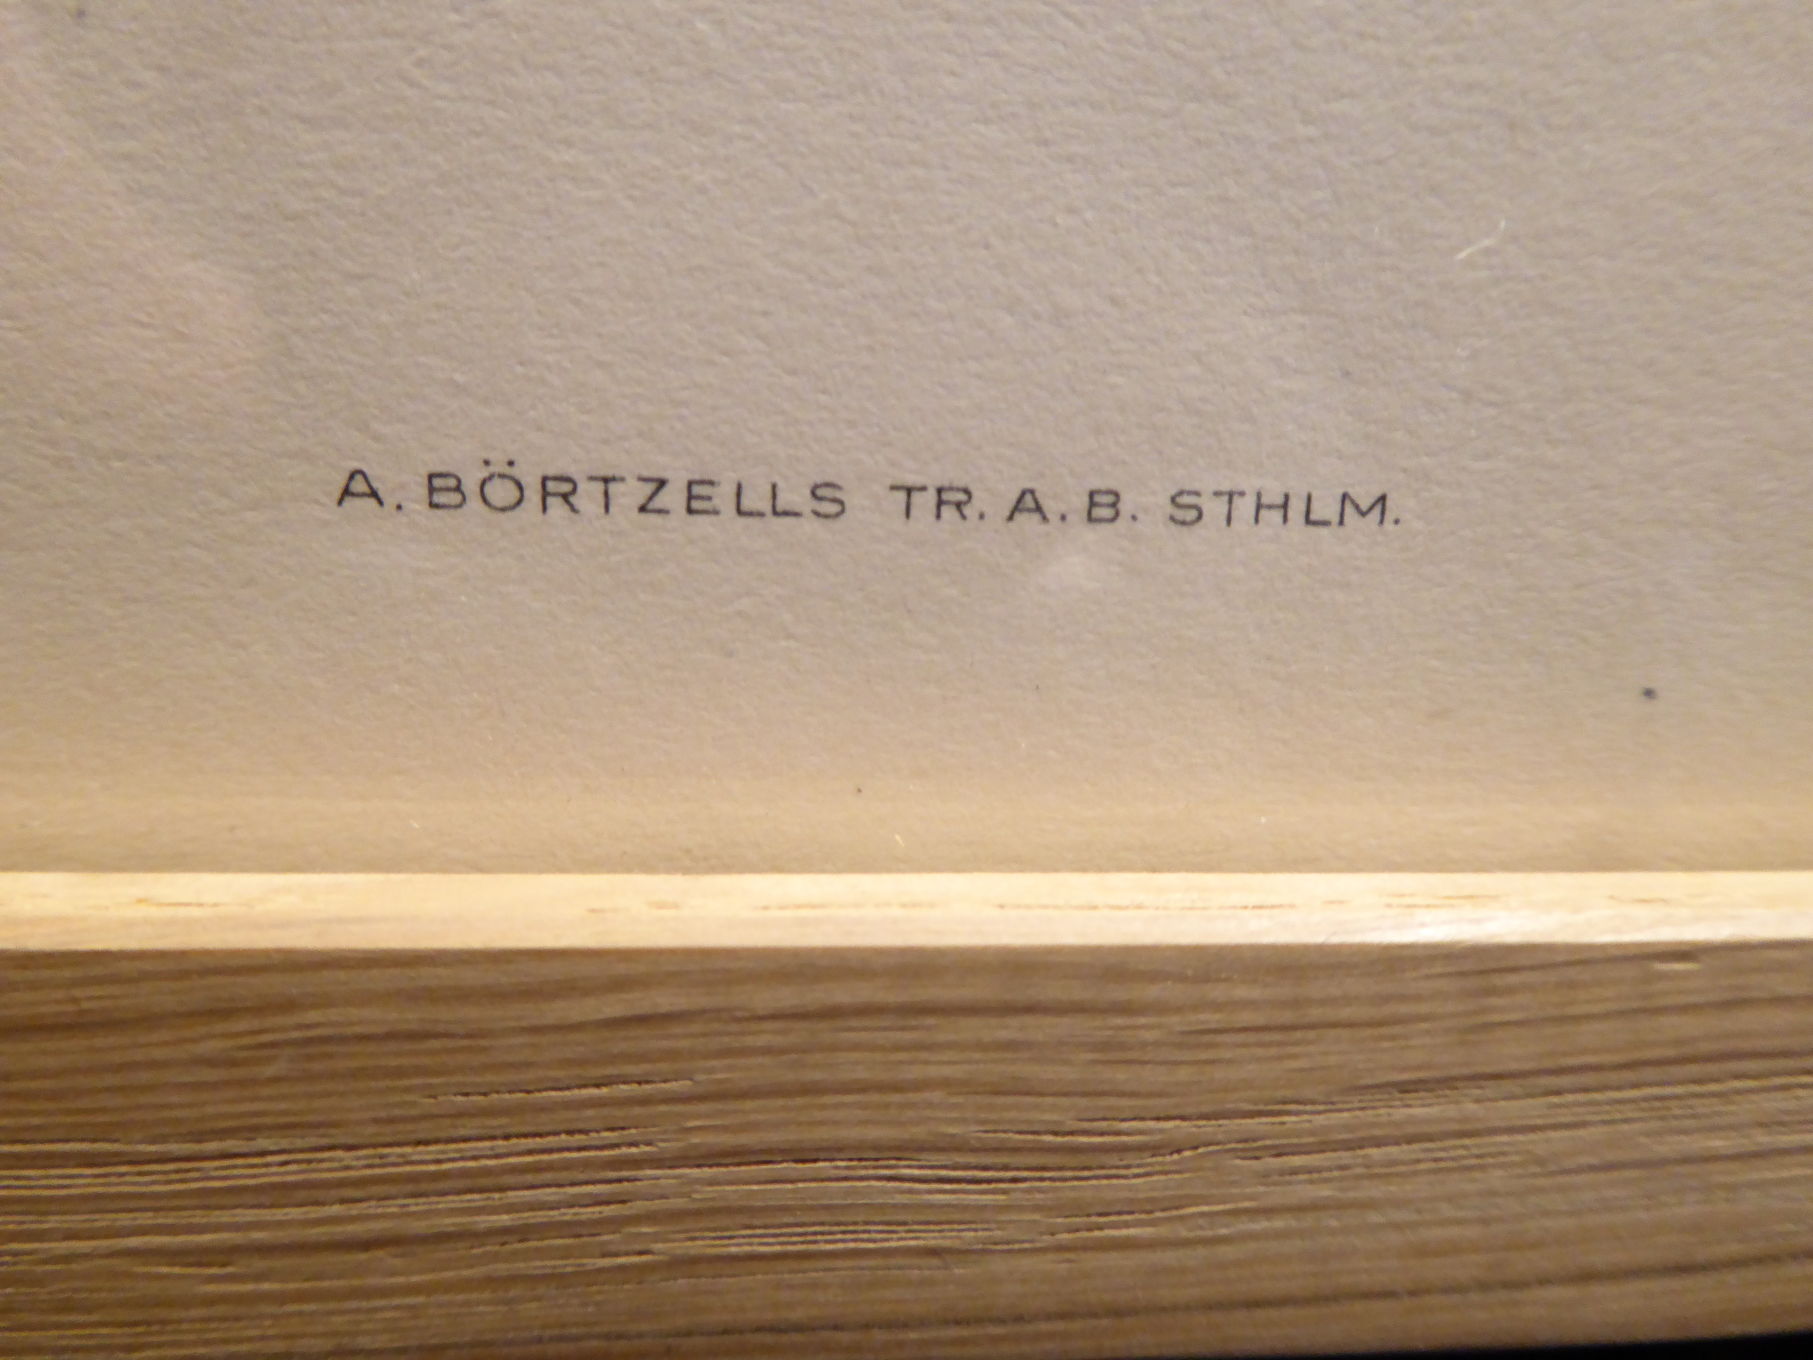 A. BÖRTZELLS TR. A. B. STHLM.